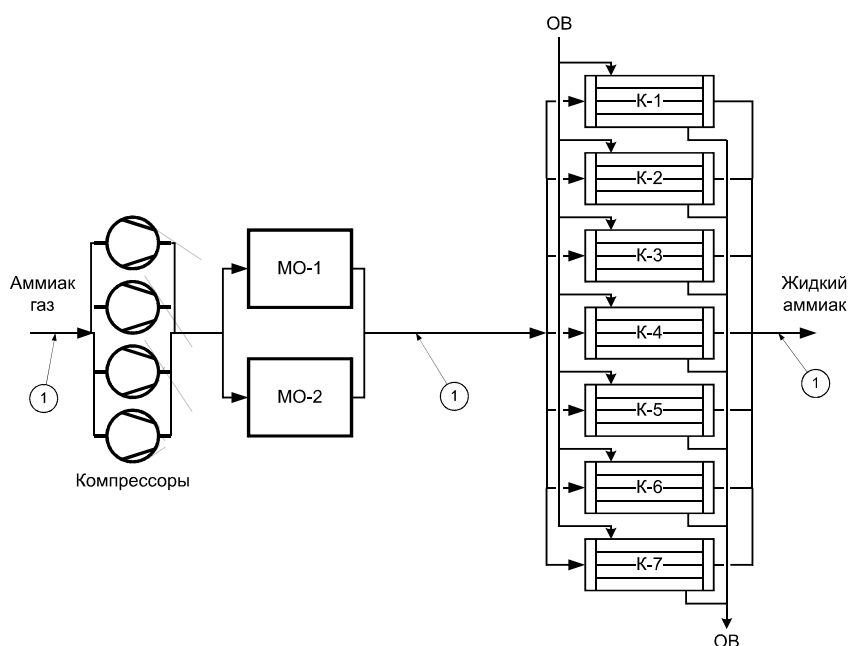 ОВ
К-1
К-2
МО-1
К-3
Аммиак
газ
Жидкий
аммиак
К-4
1
1
1
МО-2
К-5
Компрессоры
К-6
К-7
ОВ